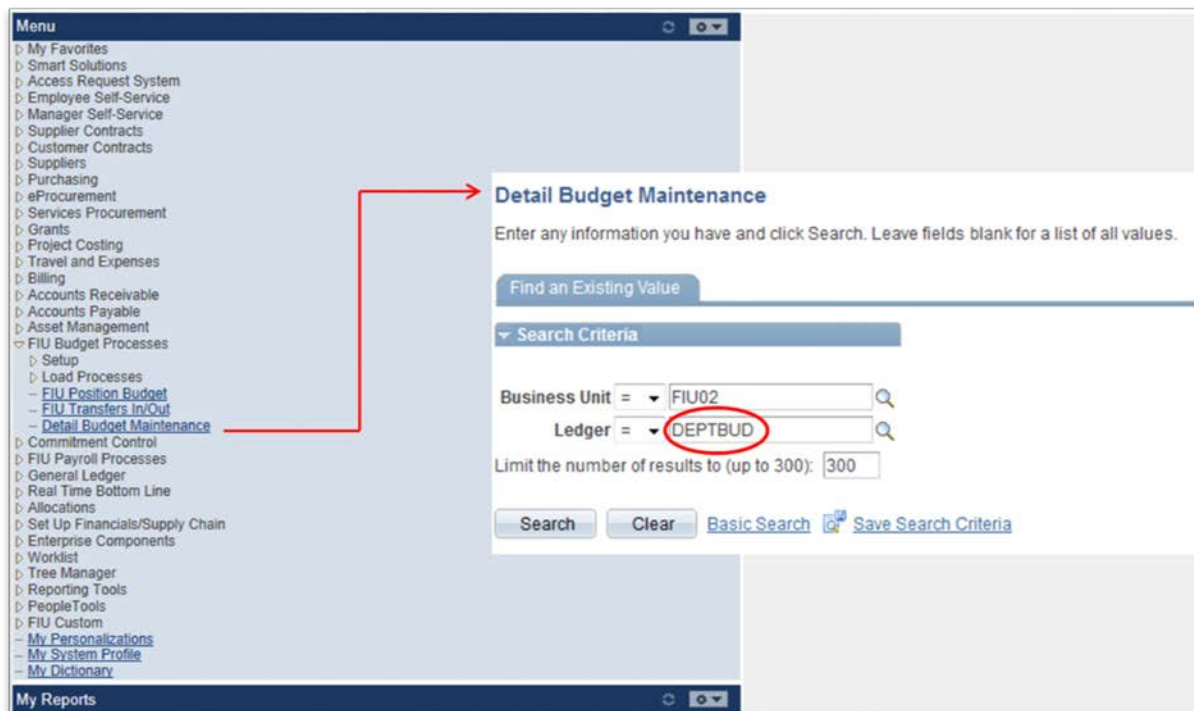 Menu
My Favorites
Smart Solutions
Access Request System
Employee Self-Service
Manager Self-Service
Supplier Contracts
Customer Contracts
Suppliers
Purchasing
eProcurement
Services Procurement
Grants
Project Costing
Travel and Expenses
Billing
Accounts Receivable
Accounts Payable
Asset Management
FIU Budget Processes
Setup
Load Processes
FIU Position Budget
FIU Transfers In/Out
Detail Budget Maintenance
Commitment Control
FIU Payroll Processes
General Ledger
Real Time Bottom Line
Allocations
Set Up Financials/Supply Chain
Enterprise Components
Worklist
Tree Manager
Reporting Tools
PeopleTools
FIU Custom
My Personalizations
My System Profile
My Dictionary
My Reports
Detail Budget Maintenance
Enter any information you have and click Search. Leave fields blank for a list of all values.
Find an Existing Value
Search Criteria
Business Unit = FIU02
Ledger = DEPTBUD
Limit the number of results to (up to 300): 300
Search Clear Basic Search Save Search Criteria